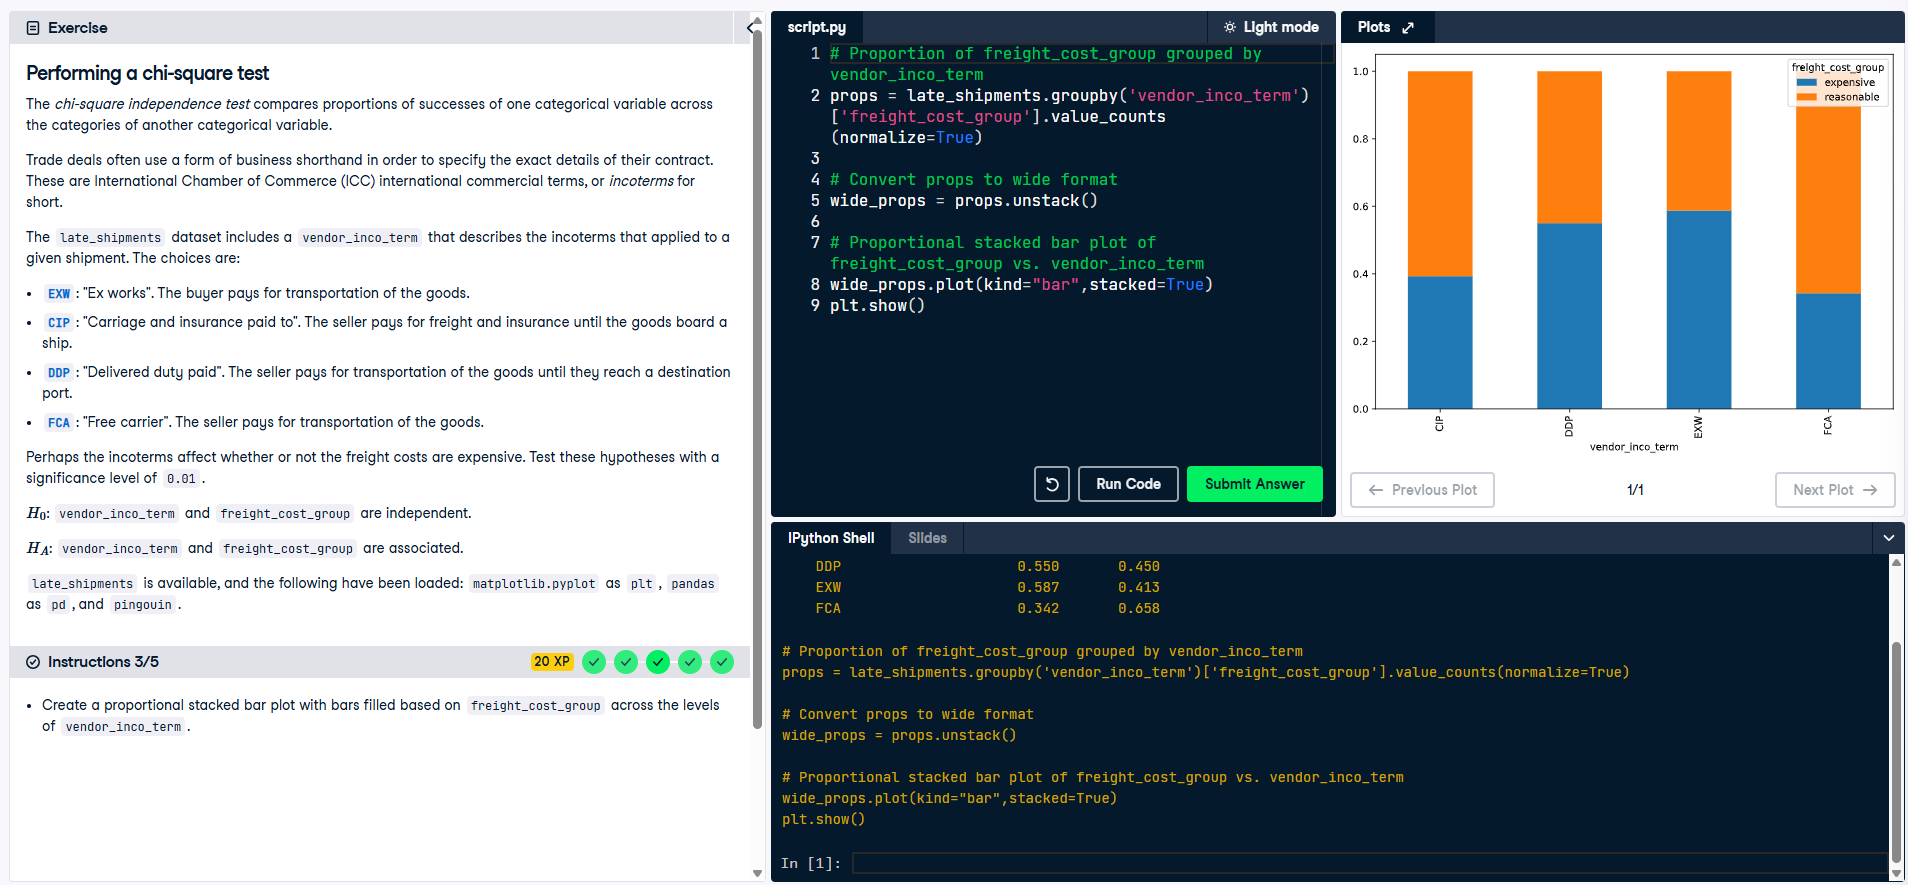 Exercise
Performing a chi-square test
The chi-square independence test compares proportions of successes of one categorical variable across
the categories of another categorical variable.
Trade deals often use a form of business shorthand in order to specify the exact details of their contract.
These are International Chamber of Commerce (ICC) international commercial terms, or incoterms for
short.
The late_shipments dataset includes a vendor_inco_term that describes the incoterms that applied to a
given shipment. The choices are:
• EXW : "Ex works". The buyer pays for transportation of the goods.
• CIP : "Carriage and insurance paid to". The seller pays for freight and insurance until the goods board a
ship.
• DDP : "Delivered duty paid". The seller pays for transportation of the goods until they reach a destination
port.
• FCA : "Free carrier". The seller pays for transportation of the goods.
Perhaps the incoterms affect whether or not the freight costs are expensive. Test these hypotheses with a
significance level of 0.01 .
H0: vendor_inco_term and freight_cost_group are independent.
HA: vendor_inco_term and freight_cost_group are associated.
late_shipments is available, and the following have been loaded: matplotlib.pyplot as plt , pandas
as pd , and pingouin .
Instructions 3/5
20 XP
• Create a proportional stacked bar plot with bars filled based on freight_cost_group across the levels
of vendor_inco_term .
script.py
Light mode
1 # Proportion of freight_cost_group grouped by
vendor_inco_term
2 props = late_shipments.groupby('vendor_inco_term')
['freight_cost_group'].value_counts
(normalize=True)
3
4 # Convert props to wide format
5 wide_props = props.unstack()
6
7 # Proportional stacked bar plot of
freight_cost_group vs. vendor_inco_term
8 wide_props.plot(kind="bar",stacked=True)
9 plt.show()
Run Code
Submit Answer
Plots
freight_cost_group
expensive
reasonable
1.0
0.8
0.6
0.4
0.2
0.0
CIP
DDP
EXW
FCA
vendor_inco_term
← Previous Plot
1/1
Next Plot →
IPython Shell
Slides
DDP 0.550 0.450
EXW 0.587 0.413
FCA 0.342 0.658
# Proportion of freight_cost_group grouped by vendor_inco_term
props = late_shipments.groupby('vendor_inco_term')['freight_cost_group'].value_counts(normalize=True)
# Convert props to wide format
wide_props = props.unstack()
# Proportional stacked bar plot of freight_cost_group vs. vendor_inco_term
wide_props.plot(kind="bar",stacked=True)
plt.show()
In [1]: